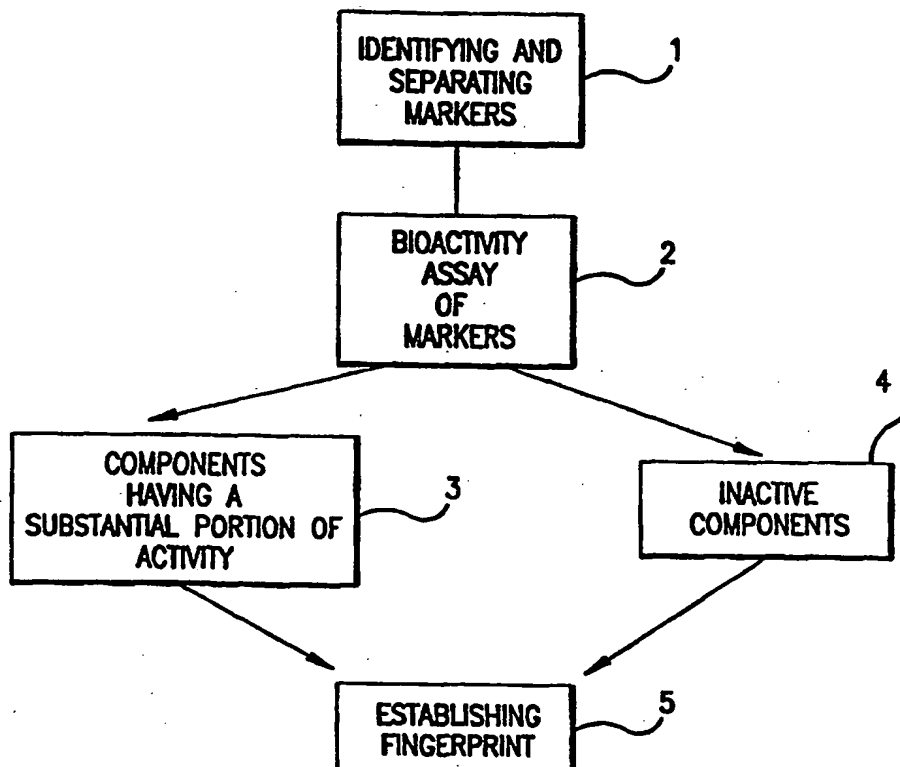 IDENTIFYING AND
SEPARATING
MARKERS
1
BIOACTIVITY
ASSAY
OF
MARKERS
2
COMPONENTS
HAVING A
SUBSTANTIAL PORTION OF
ACTIVITY
3
4
INACTIVE
COMPONENTS
ESTABLISHING
FINGERPRINT
5